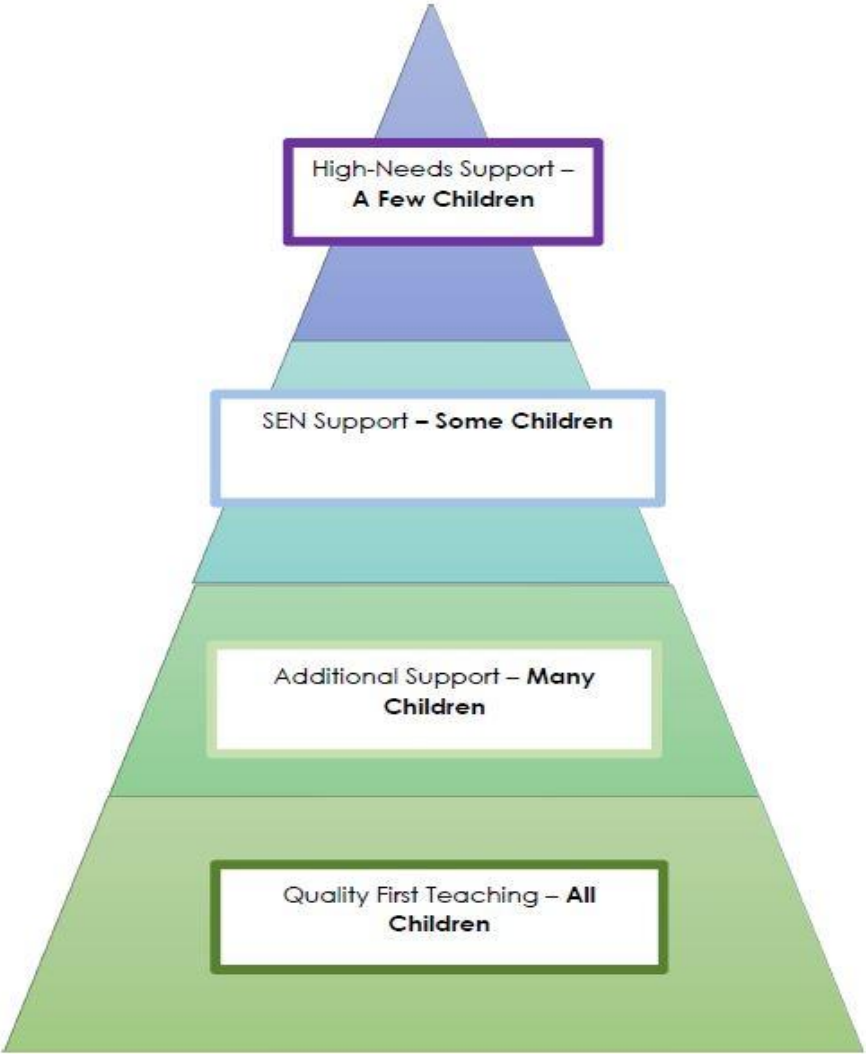 High-Needs Support –
A Few Children
SEN Support – Some Children
Additional Support – Many
Children
Quality First Teaching – All
Children